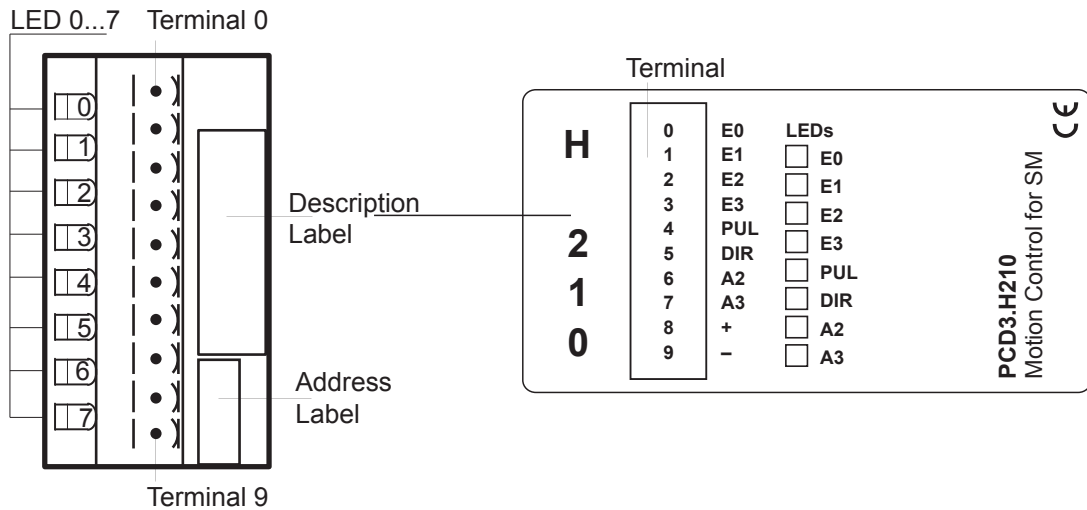 LED 0...7 Terminal 0
0
1
2
3
4
5
6
7
Description
Label
Address
Label
Terminal 9
Terminal
H
2
1
0
0 E0 LEDs
1 E1 E0
2 E2 E1
3 E3 E2
4 PUL E3
5 DIR PUL
6 A2 DIR
7 A3 A2
8 +
9 – A3
PCD3.H210
Motion Control for SM
CE